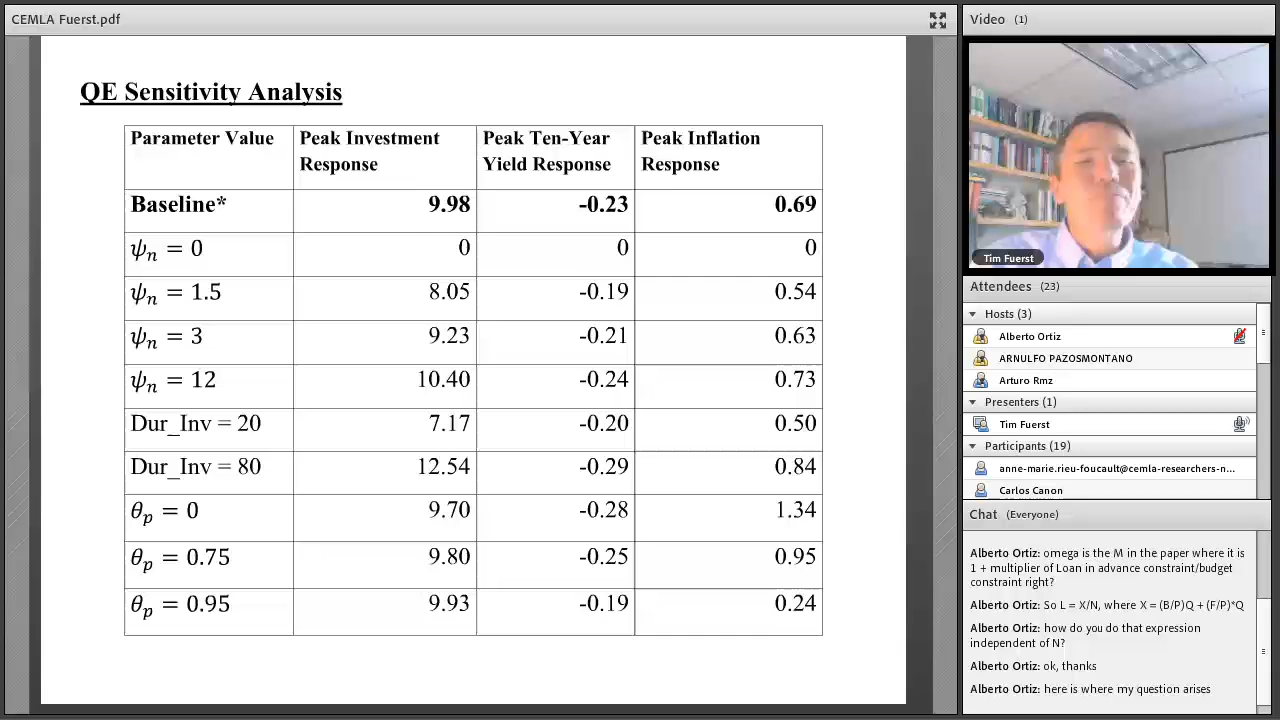 CEMLA Fuerst.pdf
QE Sensitivity Analysis
Parameter Value Peak Investment Response Peak Ten-Year Yield Response Peak Inflation Response
Baseline* 9.98 -0.23 0.69
ψn = 0 0 0 0
ψn = 1.5 8.05 -0.19 0.54
ψn = 3 9.23 -0.21 0.63
ψn = 12 10.40 -0.24 0.73
Dur_Inv = 20 7.17 -0.20 0.50
Dur_Inv = 80 12.54 -0.29 0.84
θp = 0 9.70 -0.28 1.34
θp = 0.75 9.80 -0.25 0.95
θp = 0.95 9.93 -0.19 0.24
Video (1)
Tim Fuerst
Attendees (23)
Hosts (3)
Alberto Ortiz
ARNULFO PAZOSMONTANO
Arturo Rmz
Presenters (1)
Tim Fuerst
Participants (19)
anne-marie.rieu-foucault@cemla-researchers-n...
Carlos Canon
Chat (Everyone)
Alberto Ortiz: omega is the M in the paper where it is
1 + multiplier of Loan in advance constraint/budget
constraint right?
Alberto Ortiz: So L = X/N, where X = (B/P)Q + (F/P)*Q
Alberto Ortiz: how do you do that expression
independent of N?
Alberto Ortiz: ok, thanks
Alberto Ortiz: here is where my question arises